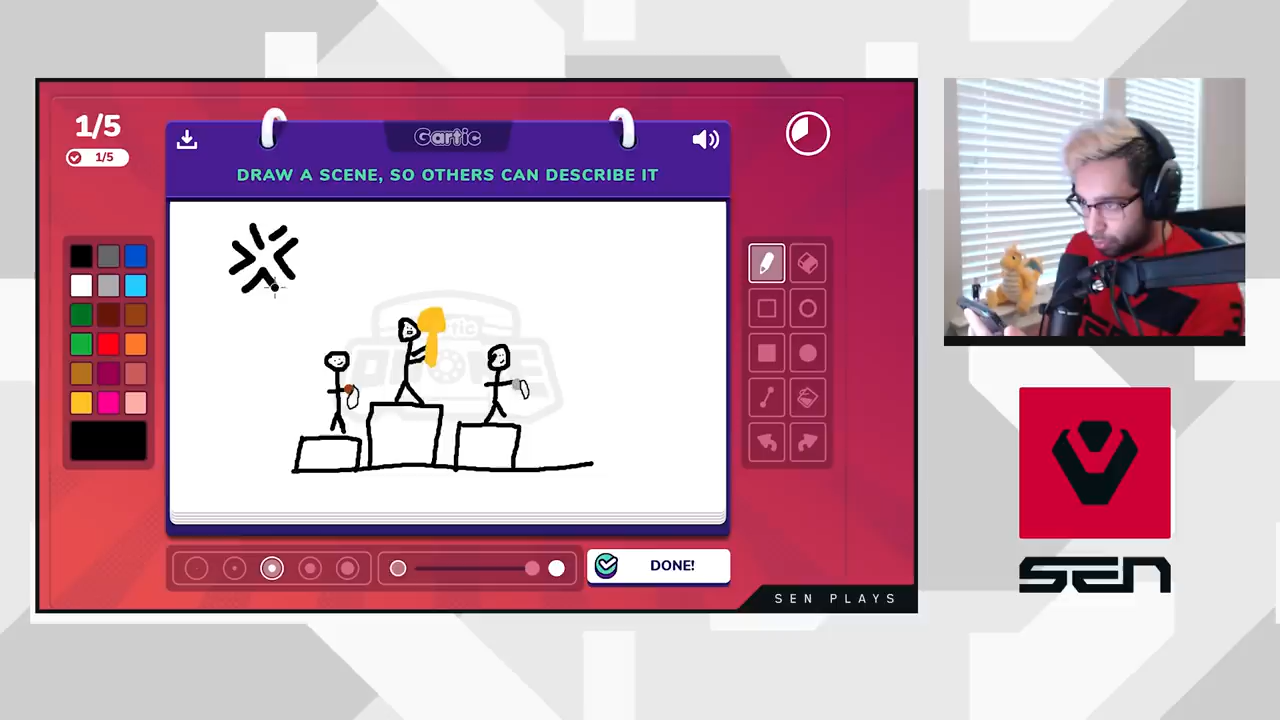 1/5
1/5
Gartic
DRAW A SCENE, SO OTHERS CAN DESCRIBE IT
DONE!
SEN PLAYS
SEN